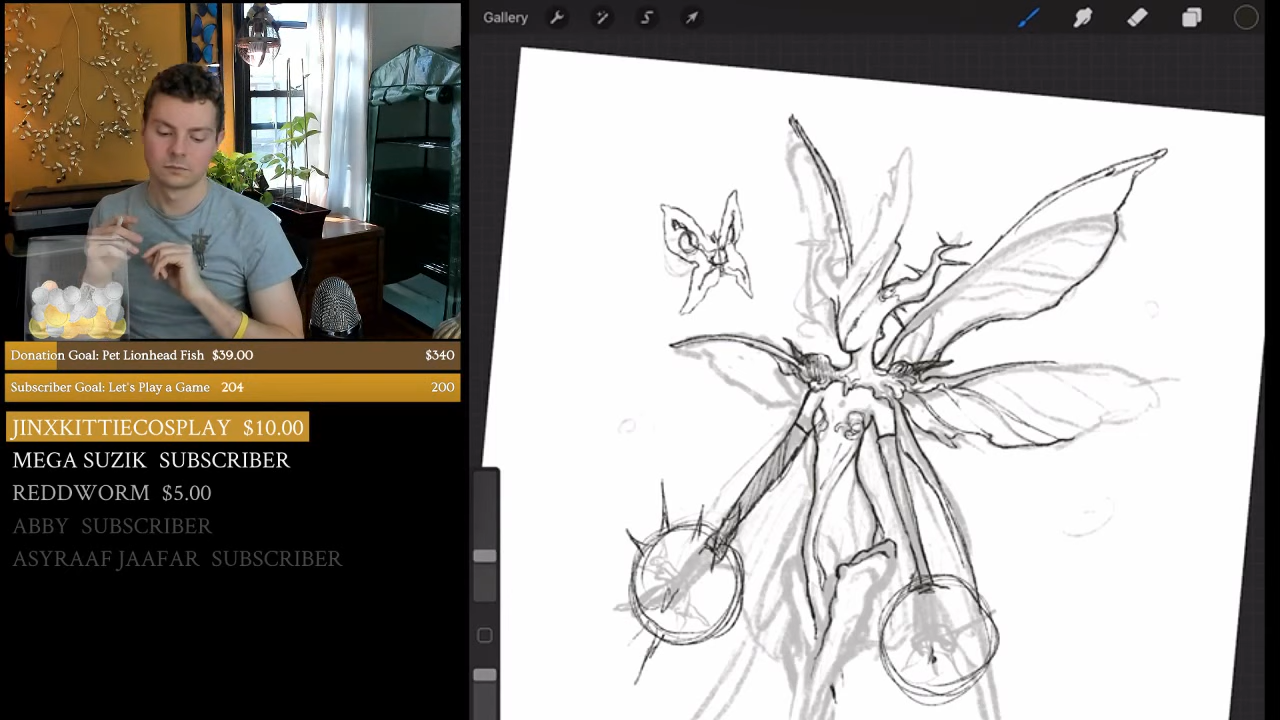 Gallery
Donation Goal: Pet Lionhead Fish $39.00 $340
Subscriber Goal: Let's Play a Game 204 200
JINXKITTIECOSPLAY $10.00
MEGA SUZIK SUBSCRIBER
REDDWORM $5.00
ABBY SUBSCRIBER
ASYRAAF JAAFAR SUBSCRIBER